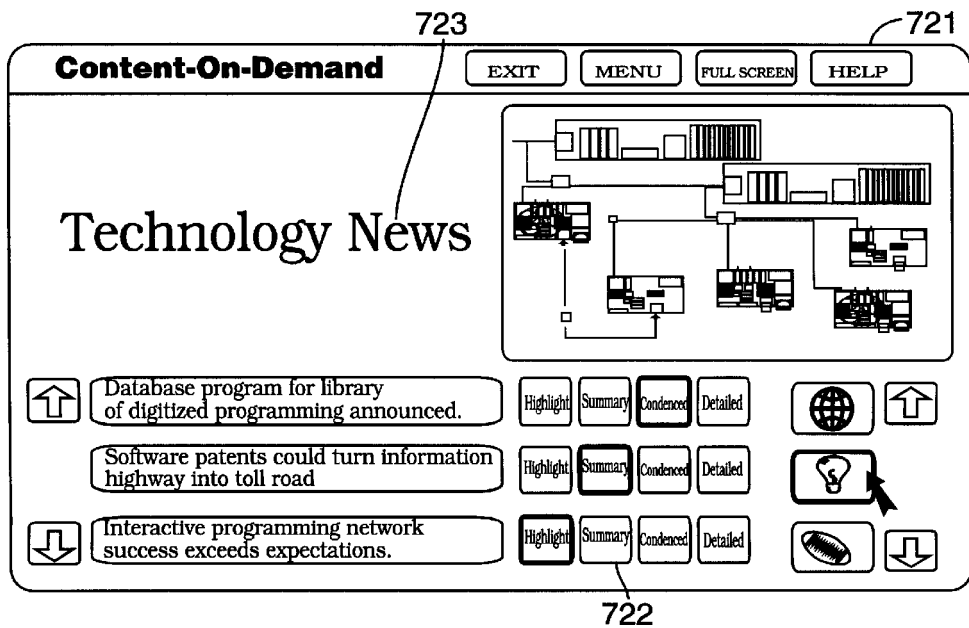 723
721
Content-On-Demand
EXIT
MENU
FULL SCREEN
HELP
Technology News
Database program for library
of digitized programming announced.
Highlight
Summary
Condenced
Detailed
Software patents could turn information
highway into toll road
Highlight
Summary
Condenced
Detailed
Interactive programming network
success exceeds expectations.
Highlight
Summary
Condenced
Detailed
722